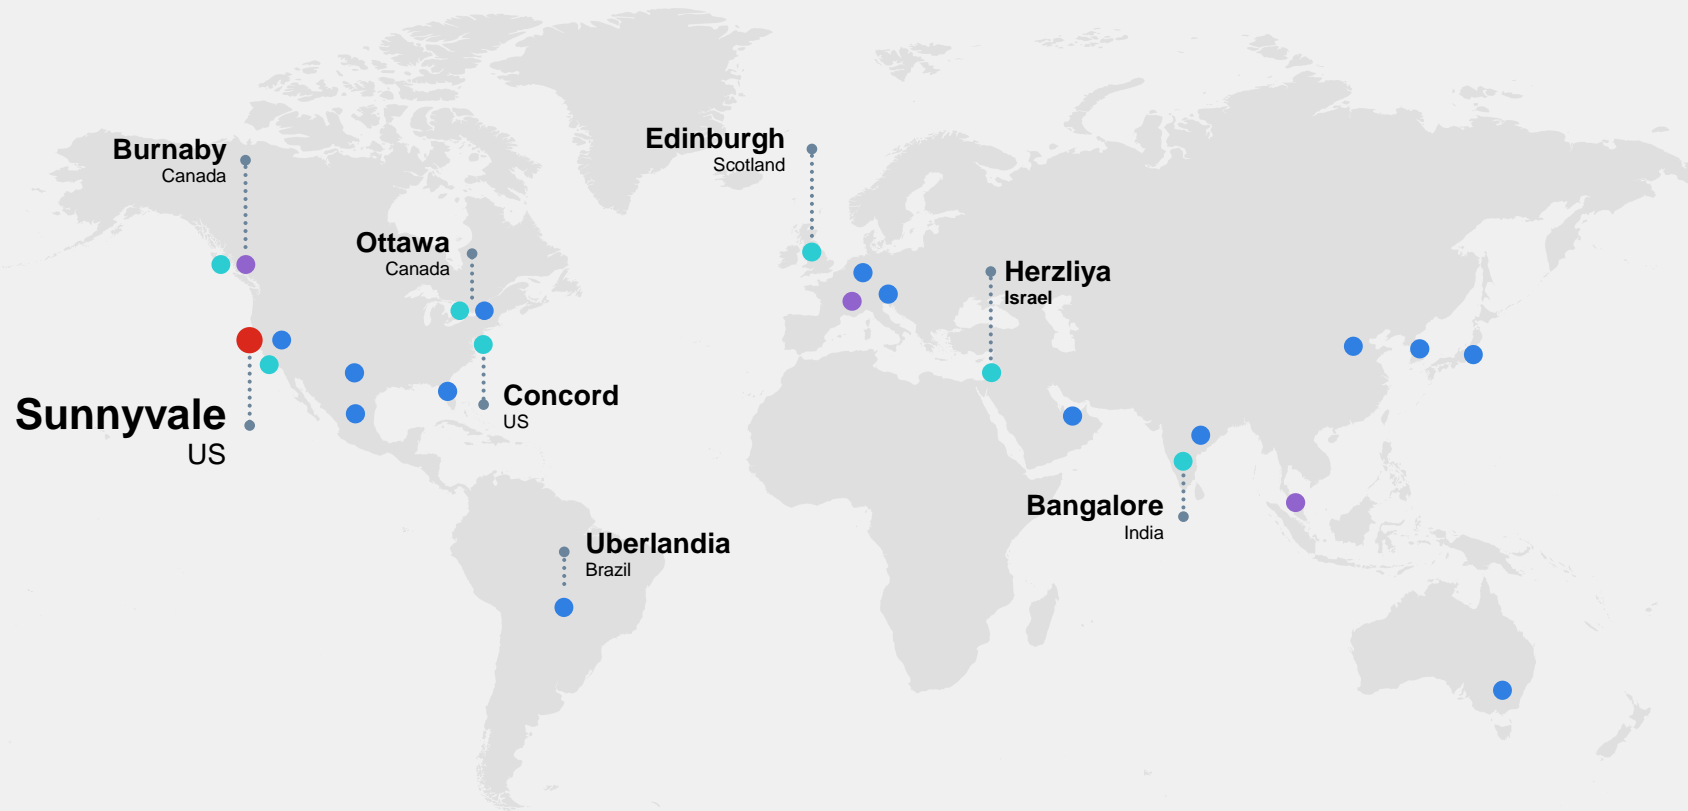 Burnaby
Canada
Edinburgh
Scotland
Ottawa
Canada
Herzliya
Israel
Sunnyvale
US
Concord
US
Bangalore
India
Uberlandia
Brazil